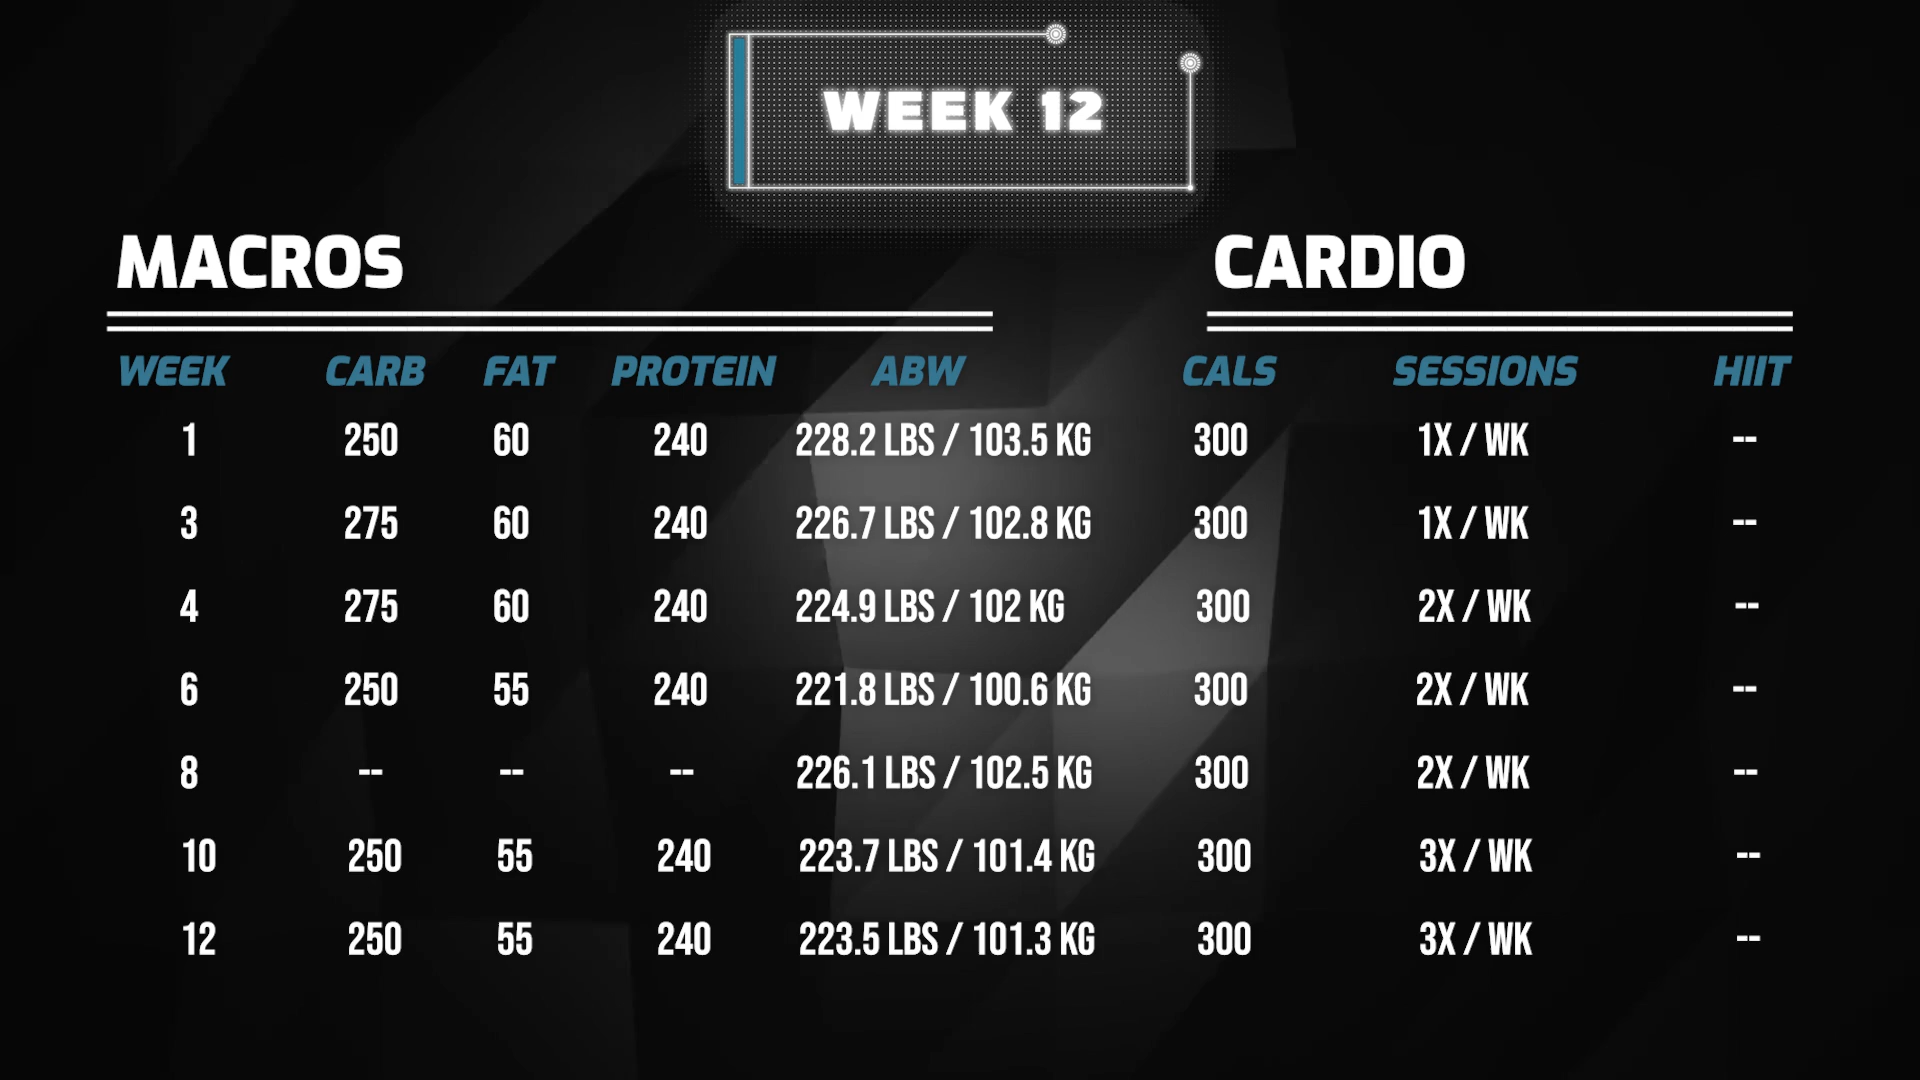 WEEK 12
MACROS CARDIO
WEEK CARB FAT PROTEIN ABW CALS SESSIONS HIIT
1 250 60 240 228.2 LBS / 103.5 KG 300 1X / WK --
3 275 60 240 226.7 LBS / 102.8 KG 300 1X / WK --
4 275 60 240 224.9 LBS / 102 KG 300 2X / WK --
6 250 55 240 221.8 LBS / 100.6 KG 300 2X / WK --
8 -- -- -- 226.1 LBS / 102.5 KG 300 2X / WK --
10 250 55 240 223.7 LBS / 101.4 KG 300 3X / WK --
12 250 55 240 223.5 LBS / 101.3 KG 300 3X / WK --